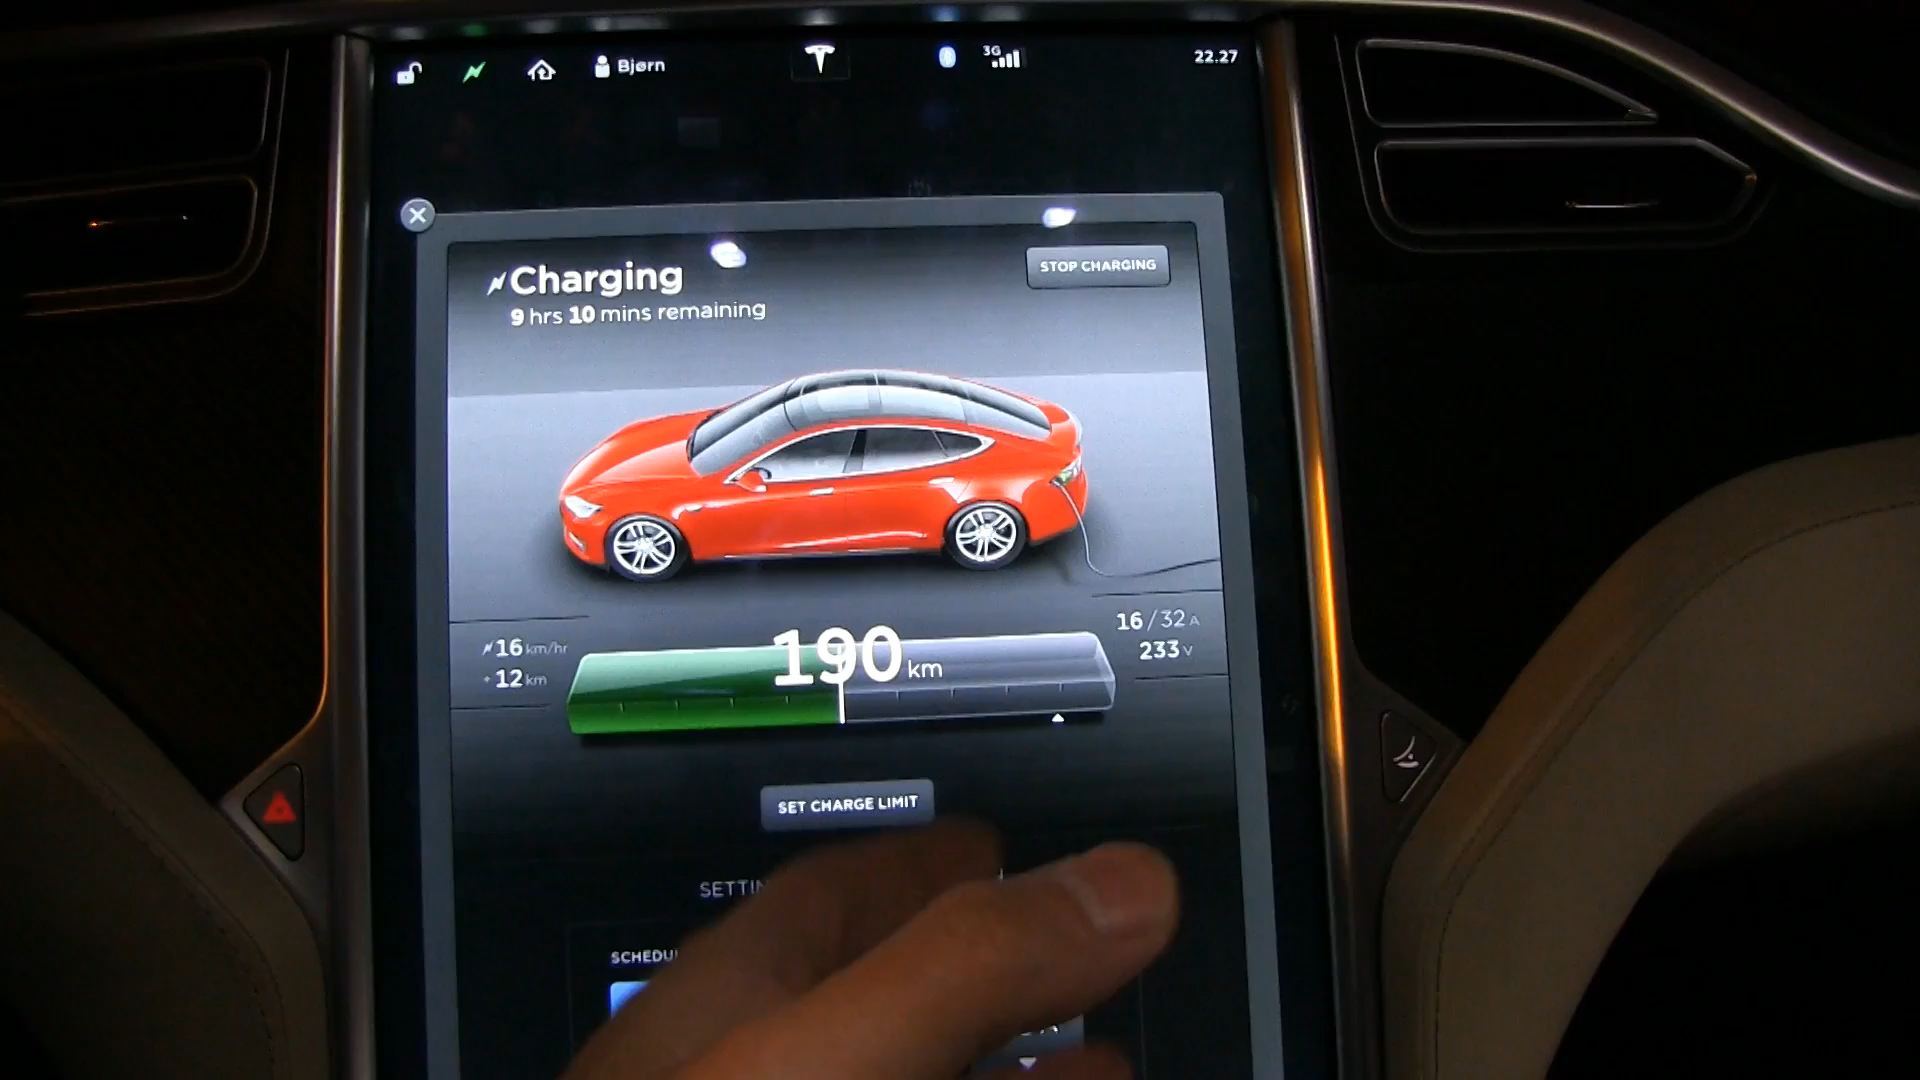 Bjørn
3G
22.27
Charging
STOP CHARGING
9 hrs 10 mins remaining
16 km/hr
+ 12 km
190 km
16 / 32 A
233 V
SET CHARGE LIMIT